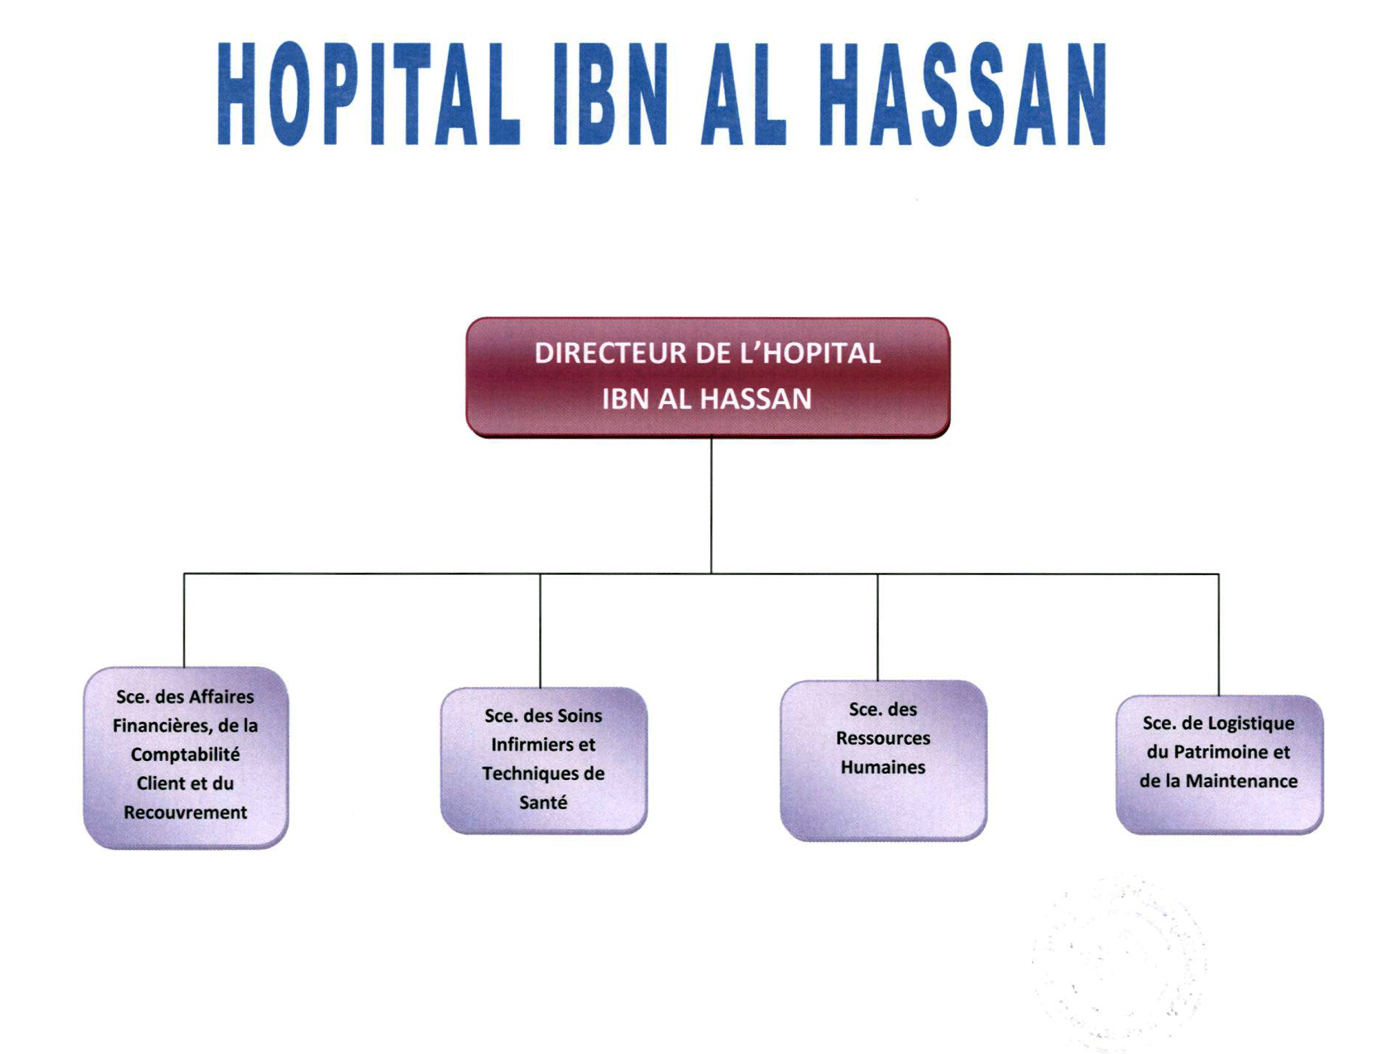 HOPITAL IBN AL HASSAN
DIRECTEUR DE L'HOPITAL
IBN AL HASSAN
Sce. des Affaires
Financières, de la
Comptabilité
Client et du
Recouvrement
Sce. des Soins
Infirmiers et
Techniques de
Santé
Sce. des
Ressources
Humaines
Sce. de Logistique
du Patrimoine et
de la Maintenance